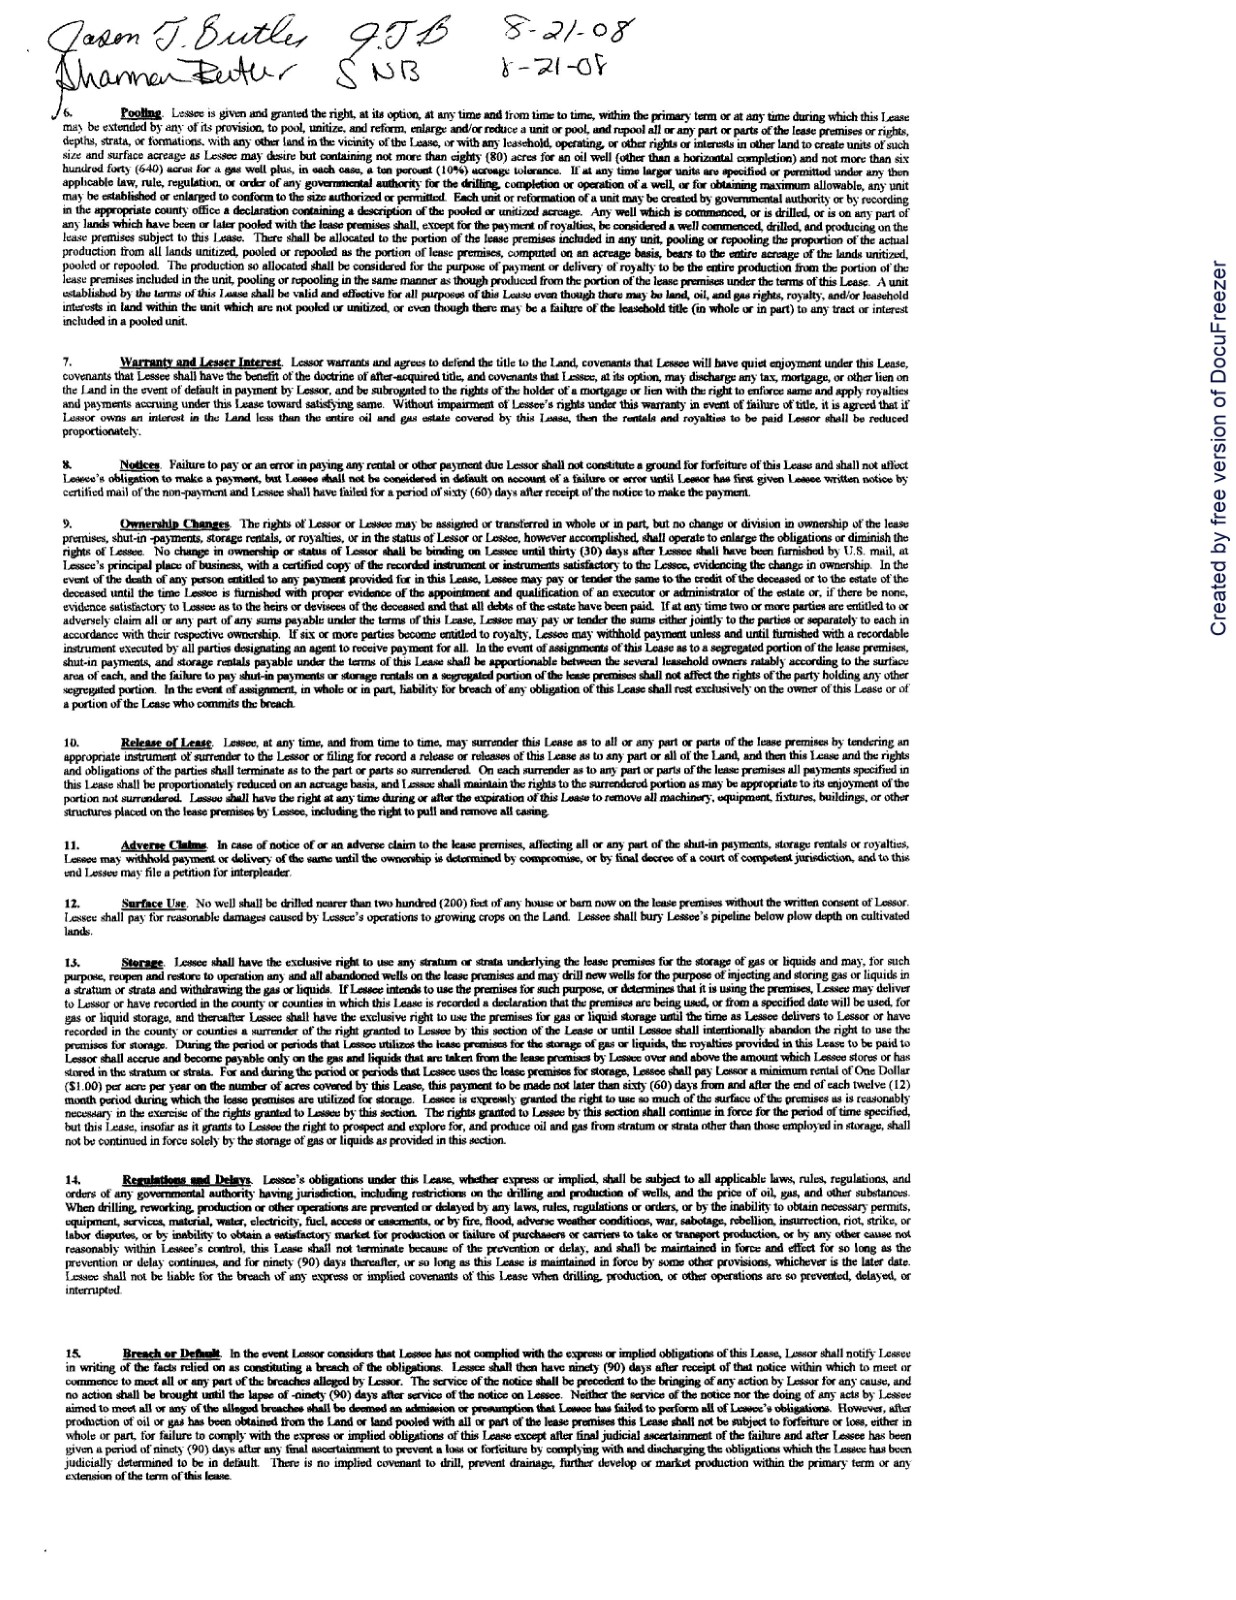 Jason T. Butler JTB 8-21-08
Shannon Butler SNB 8-21-08
6. Pooling. Lessee is given and granted the right, at its option, at any time and from time to time, within the primary term or at any time during which this Lease
may be extended by any of its provision, to pool, unitize, and reform, enlarge and/or reduce a unit or pool, and repool all or any part or parts of the lease premises or rights,
depths, strata, or formations, with any other land in the vicinity of the Lease, or with any leasehold, operating, or other rights or interests in other land to create units of such
size and surface acreage as Lessee may desire but containing not more than eighty (80) acres for an oil well (other than a horizontal completion) and not more than six
hundred forty (640) acres for a gas well plus, in each case, a ten percent (10%) acreage tolerance. If at any time larger units are specified or permitted under any then
applicable law, rule, regulation, or order of any governmental authority for the drilling, completion or operation of a well, or for obtaining maximum allowable, any unit
may be established or enlarged to conform to the size authorized or permitted. Each unit or reformation of a unit may be created by governmental authority or by recording
in the appropriate county office a declaration containing a description of the pooled or unitized acreage. Any well which is commenced, or is drilled, or is on any part of
any lands which have been or later pooled with the lease premises shall, except for the payment of royalties, be considered a well commenced, drilled, and producing on the
lease premises subject to this Lease. There shall be allocated to the portion of the lease premises included in any unit, pooling or repooling the proportion of the actual
production from all lands unitized, pooled or repooled as the portion of lease premises, computed on an acreage basis, bears to the entire acreage of the lands unitized,
pooled or repooled. The production so allocated shall be considered for the purpose of payment or delivery of royalty to be the entire production from the portion of the
lease premises included in the unit, pooling or repooling in the same manner as though produced from the portion of the lease premises under the terms of this Lease. A unit
established by the terms of this Lease shall be valid and effective for all purposes of this Lease even though there may be land, oil, and gas rights, royalty, and/or leasehold
interests in land within the unit which are not pooled or unitized, or even though there may be a failure of the leasehold title (in whole or in part) to any tract or interest
included in a pooled unit.
7. Warranty and Lesser Interest. Lessor warrants and agrees to defend the title to the Land, covenants that Lessee will have quiet enjoyment under this Lease,
covenants that Lessee shall have the benefit of the doctrine of after-acquired title, and covenants that Lessee, at its option, may discharge any tax, mortgage, or other lien on
the Land in the event of default in payment by Lessor, and be subrogated to the rights of the holder of a mortgage or lien with the right to enforce same and apply royalties
and payments accruing under this Lease toward satisfying same. Without impairment of Lessee's rights under this warranty in event of failure of title, it is agreed that if
Lessor owns an interest in the Land less than the entire oil and gas estate covered by this Lease, then the rentals and royalties to be paid Lessor shall be reduced
proportionately.
8. Notices. Failure to pay or an error in paying any rental or other payment due Lessor shall not constitute a ground for forfeiture of this Lease and shall not affect
Lessee's obligation to make a payment, but Lessee shall not be considered in default on account of a failure or error until Lessor has first given Lessee written notice by
certified mail of the non-payment and Lessee shall have failed for a period of sixty (60) days after receipt of the notice to make the payment.
9. Ownership Changes. The rights of Lessor or Lessee may be assigned or transferred in whole or in part, but no change or division in ownership of the lease
premises, shut-in -payments, storage rentals, or royalties, or in the status of Lessor or Lessee, however accomplished, shall operate to enlarge the obligations or diminish the
rights of Lessee. No change in ownership or status of Lessor shall be binding on Lessee until thirty (30) days after Lessee shall have been furnished by U.S. mail, at
Lessee's principal place of business, with a certified copy of the recorded instrument or instruments satisfactory to the Lessee, evidencing the change in ownership. In the
event of the death of any person entitled to any payment provided for in this Lease, Lessee may pay or tender the same to the credit of the deceased or to the estate of the
deceased until the time Lessee is furnished with proper evidence of the appointment and qualification of an executor or administrator of the estate or, if there be none,
evidence satisfactory to Lessee as to the heirs or devisees of the deceased and that all debts of the estate have been paid. If at any time two or more parties are entitled to or
adversely claim all or any part of any sums payable under the terms of this Lease, Lessee may pay or tender the sums either jointly to the parties or separately to each in
accordance with their respective ownership. If six or more parties become entitled to royalty, Lessee may withhold payment unless and until furnished with a recordable
instrument executed by all parties designating an agent to receive payment for all. In the event of assignments of this Lease as to a segregated portion of the lease premises,
shut-in payments, and storage rentals payable under the terms of this Lease shall be apportionable between the several leasehold owners ratably according to the surface
area of each, and the failure to pay shut-in payments or storage rentals on a segregated portion of the lease premises shall not affect the rights of the party holding any other
segregated portion. In the event of assignment, in whole or in part, liability for breach of any obligation of this Lease shall rest exclusively on the owner of this Lease or of
a portion of the Lease who commits the breach.
10. Release of Lease. Lessee, at any time, and from time to time, may surrender this Lease as to all or any part or parts of the lease premises by tendering an
appropriate instrument of surrender to the Lessor or filing for record a release or releases of this Lease as to any part or all of the Land, and then this Lease and the rights
and obligations of the parties shall terminate as to the part or parts so surrendered. On each surrender as to any part or parts of the lease premises all payments specified in
this Lease shall be proportionately reduced on an acreage basis, and Lessee shall maintain the rights to the surrendered portion as may be appropriate to its enjoyment of the
portion not surrendered. Lessee shall have the right at any time during or after the expiration of this Lease to remove all machinery, equipment, fixtures, buildings, or other
structures placed on the lease premises by Lessee, including the right to pull and remove all casing.
11. Adverse Claims. In case of notice of or an adverse claim to the lease premises, affecting all or any part of the shut-in payments, storage rentals or royalties,
Lessee may withhold payment or delivery of the same until the ownership is determined by compromise, or by final decree of a court of competent jurisdiction, and to this
end Lessee may file a petition for interpleader.
12. Surface Use. No well shall be drilled nearer than two hundred (200) feet of any house or barn now on the lease premises without the written consent of Lessor.
Lessee shall pay for reasonable damages caused by Lessee's operations to growing crops on the Land. Lessee shall bury Lessee's pipeline below plow depth on cultivated
lands.
13. Storage. Lessee shall have the exclusive right to use any stratum or strata underlying the lease premises for the storage of gas or liquids and may, for such
purpose, reopen and restore to operation any and all abandoned wells on the lease premises and may drill new wells for the purpose of injecting and storing gas or liquids in
a stratum or strata and withdrawing the gas or liquids. If Lessee intends to use the premises for such purpose, or determines that it is using the premises, Lessee may deliver
to Lessor or have recorded in the county or counties in which this Lease is recorded a declaration that the premises are being used, or from a specified date will be used, for
gas or liquid storage, and thereafter Lessee shall have the exclusive right to use the premises for gas or liquid storage until the time as Lessee delivers to Lessor or have
recorded in the county or counties a surrender of the right granted to Lessee by this section of the Lease or until Lessee shall intentionally abandon the right to use the
premises for storage. During the period or periods that Lessee utilizes the lease premises for the storage of gas or liquids, the royalties provided in this Lease to be paid to
Lessor shall accrue and become payable only on the gas and liquids that are taken from the lease premises by Lessee over and above the amount which Lessee stores or has
stored in the stratum or strata. For and during the period or periods that Lessee uses the lease premises for storage, Lessee shall pay Lessor a minimum rental of One Dollar
($1.00) per acre per year on the number of acres covered by this Lease, this payment to be made not later than sixty (60) days from and after the end of each twelve (12)
month period during which the lease premises are utilized for storage. Lessee is expressly granted the right to use so much of the surface of the premises as is reasonably
necessary in the exercise of the rights granted to Lessee by this section. The rights granted to Lessee by this section shall continue in force for the period of time specified,
but this Lease, insofar as it grants to Lessee the right to prospect and explore for, and produce oil and gas from stratum or strata other than those employed in storage, shall
not be continued in force solely by the storage of gas or liquids as provided in this section.
14. Regulations and Delays. Lessee's obligations under this Lease, whether express or implied, shall be subject to all applicable laws, rules, regulations, and
orders of any governmental authority having jurisdiction, including restrictions on the drilling and production of wells, and the price of oil, gas, and other substances.
When drilling, reworking, production or other operations are prevented or delayed by any laws, rules, regulations or orders, or by the inability to obtain necessary permits,
equipment, services, material, water, electricity, fuel, access or easements, or by fire, flood, adverse weather conditions, war, sabotage, rebellion, insurrection, riot, strike, or
labor disputes, or by inability to obtain a satisfactory market for production or failure of purchasers or carriers to take or transport production, or by any other cause not
reasonably within Lessee's control, this Lease shall not terminate because of the prevention or delay, and shall be maintained in force and effect for so long as the
prevention or delay continues, and for ninety (90) days thereafter, or so long as this Lease is maintained in force by some other provisions, whichever is the later date.
Lessee shall not be liable for the breach of any express or implied covenants of this Lease when drilling, production, or other operations are so prevented, delayed, or
interrupted.
15. Breach or Default. In the event Lessor considers that Lessee has not complied with the express or implied obligations of this Lease, Lessor shall notify Lessee
in writing of the facts relied on as constituting a breach of the obligations. Lessee shall then have ninety (90) days after receipt of that notice within which to meet or
commence to meet all or any part of the breaches alleged by Lessor. The service of the notice shall be precedent to the bringing of any action by Lessor for any cause, and
no action shall be brought until the lapse of -ninety (90) days after service of the notice on Lessee. Neither the service of the notice nor the doing of any acts by Lessee
aimed to meet all or any of the alleged breaches shall be deemed an admission or presumption that Lessee has failed to perform all of Lessee's obligations. However, after
production of oil or gas has been obtained from the Land or land pooled with all or part of the lease premises this Lease shall not be subject to forfeiture or loss, either in
whole or part, for failure to comply with the express or implied obligations of this Lease except after final judicial ascertainment of the failure and after Lessee has been
given a period of ninety (90) days after any final ascertainment to prevent a loss or forfeiture by complying with and discharging the obligations which the Lessee has been
judicially determined to be in default. There is no implied covenant to drill, prevent drainage, further develop or market production within the primary term or any
extension of the term of this lease.
Created by free version of DocuFreezer